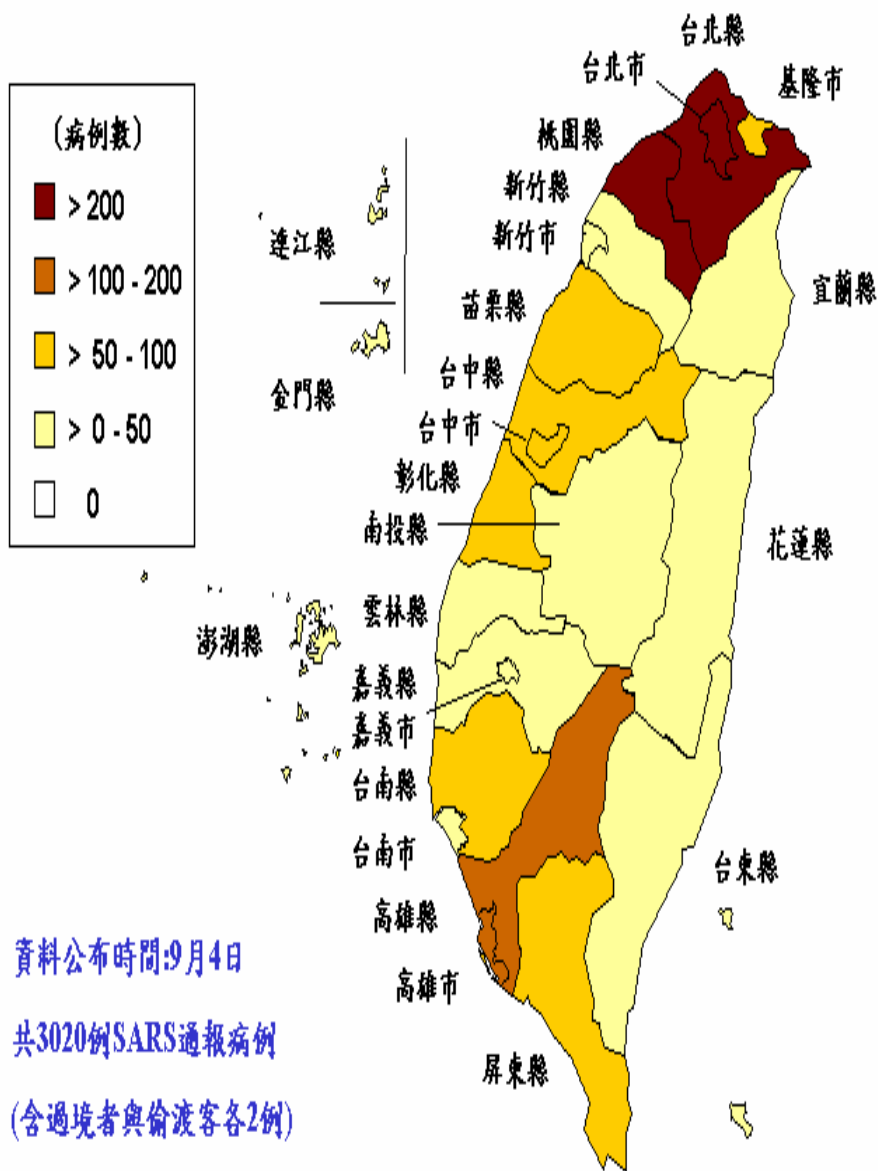 台北縣
台北市
基隆市
(病例數)
桃園縣
新竹縣
> 200
新竹市
連江縣
> 100 - 200
宜蘭縣
苗栗縣
> 50 - 100
台中縣
金門縣
台中市
> 0 - 50
彰化縣
0
南投縣
花蓮縣
雲林縣
澎湖縣
嘉義縣
嘉義市
台南縣
台南市
台東縣
高雄縣
資料公布時間:9月4日
高雄市
共3020例SARS通報病例
屏東縣
(含過境者與偷渡客各2例)